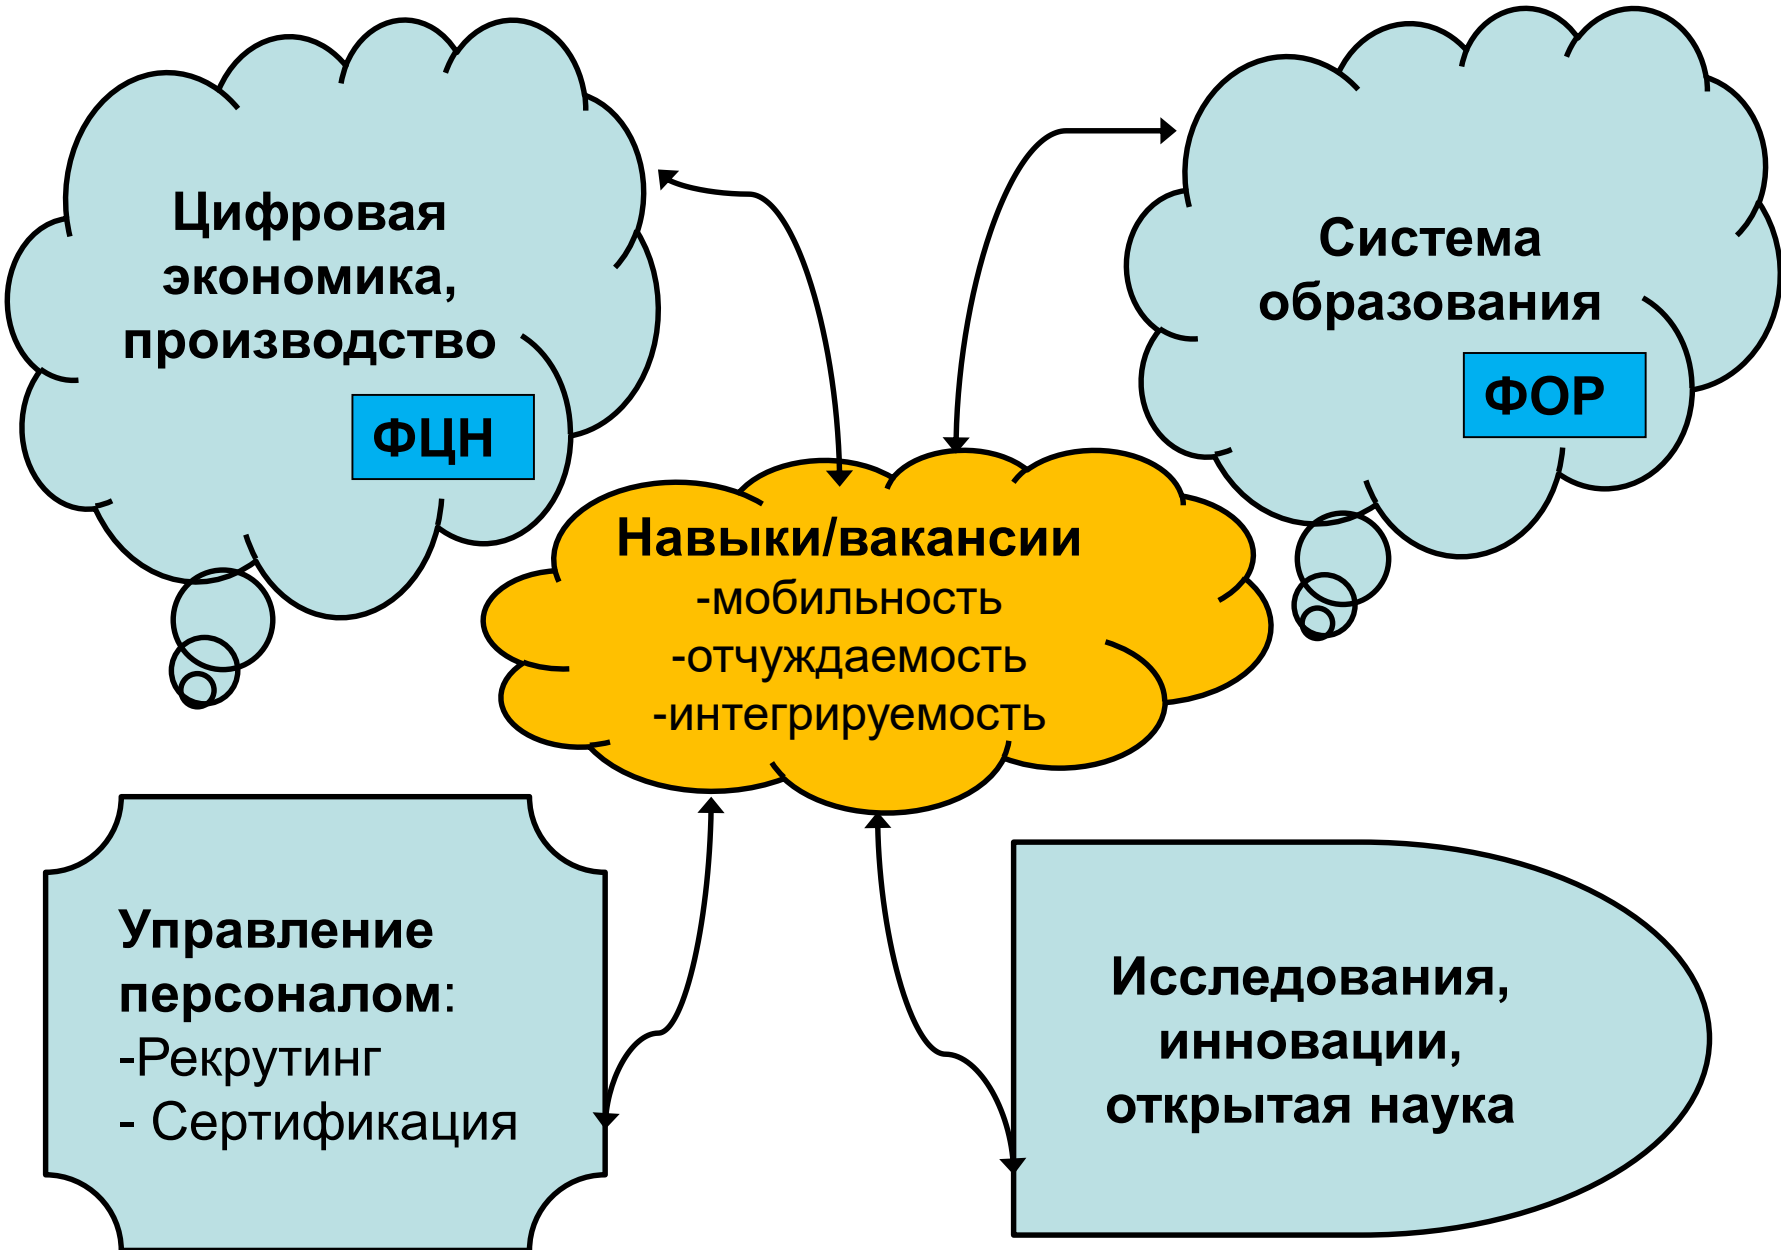 Цифровая
экономика,
производство
ФЦН
Система
образования
ФОР
Навыки/вакансии
-мобильность
-отчуждаемость
-интегрируемость
Управление
персоналом:
-Рекрутинг
- Сертификация
Исследования,
инновации,
открытая наука